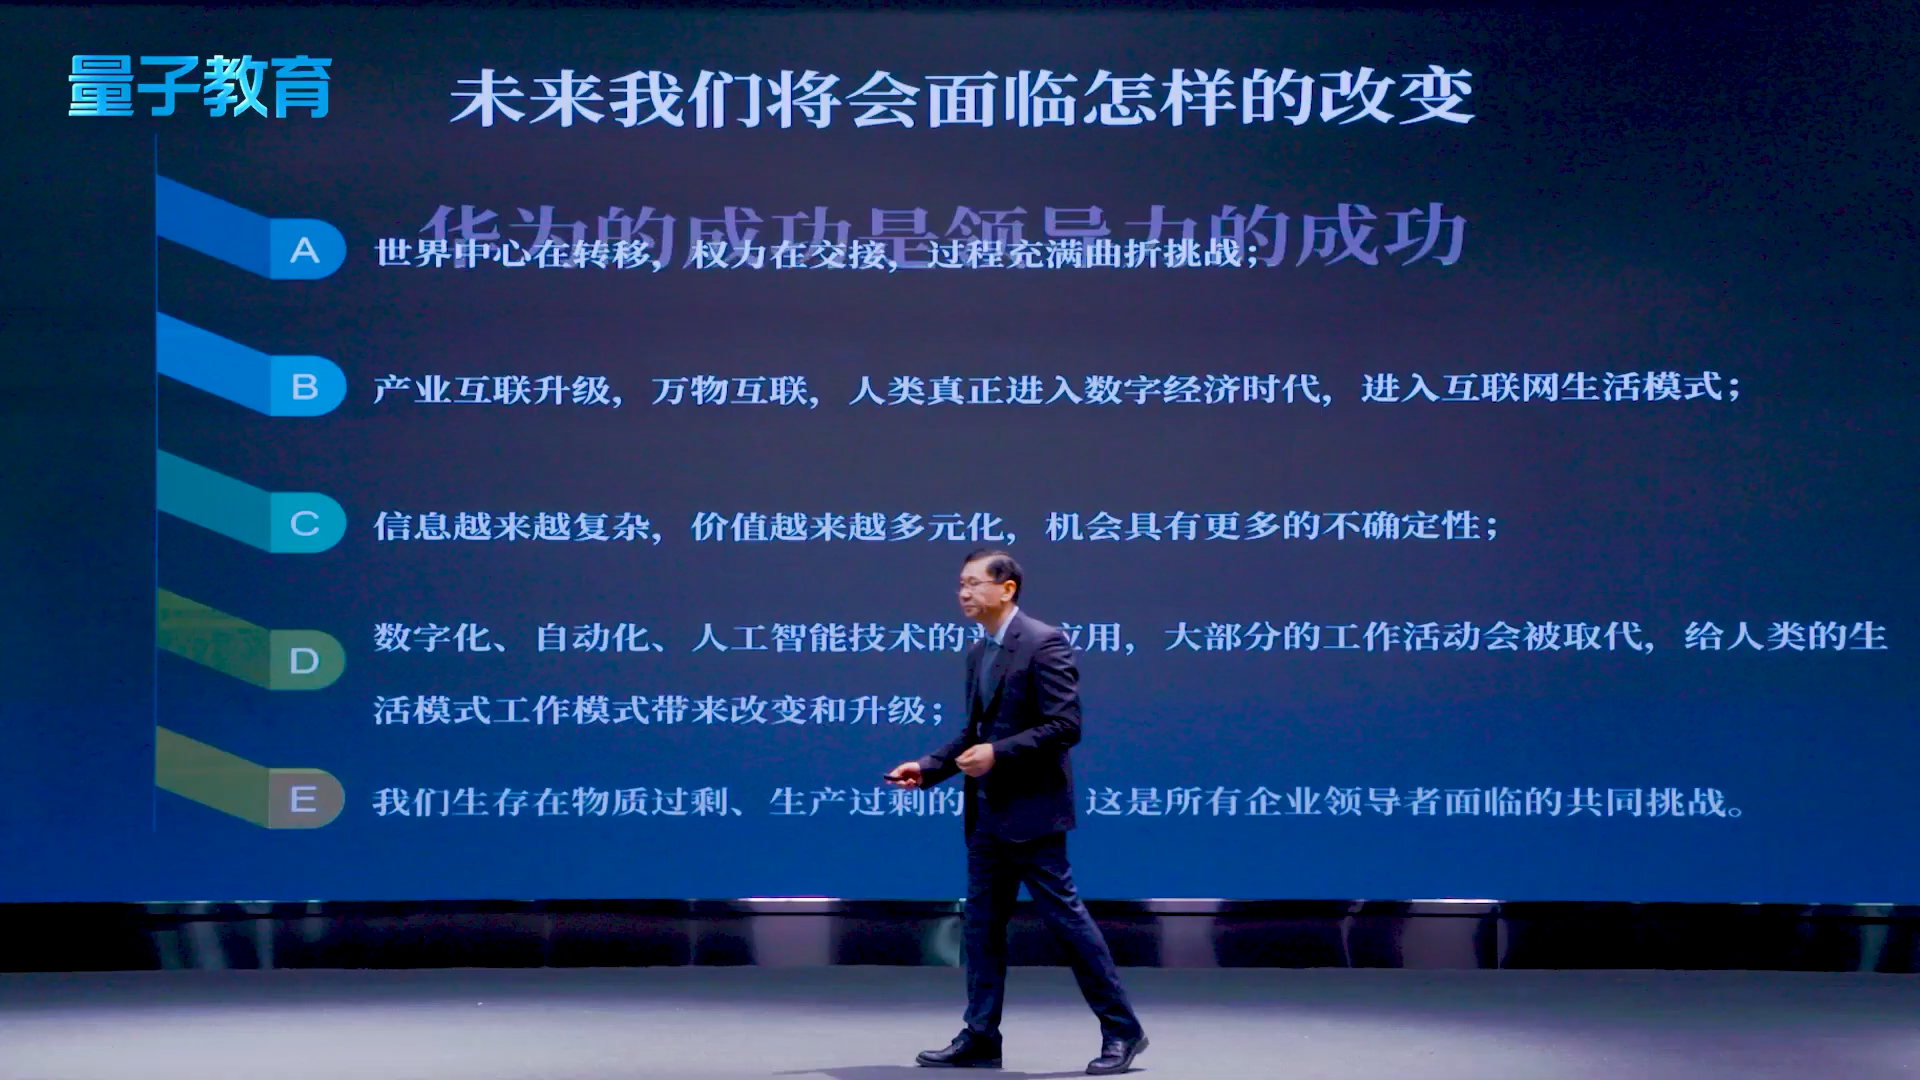 量子教育
未来我们将会面临怎样的改变
华为的成功是领导力的成功
A 世界中心在转移，权力在交接，过程充满曲折挑战；
B 产业互联升级，万物互联，人类真正进入数字经济时代，进入互联网生活模式；
C 信息越来越复杂，价值越来越多元化，机会具有更多的不确定性；
D 数字化、自动化、人工智能技术的 应用，大部分的工作活动会被取代，给人类的生
活模式工作模式带来改变和升级；
E 我们生存在物质过剩、生产过剩的 这是所有企业领导者面临的共同挑战。